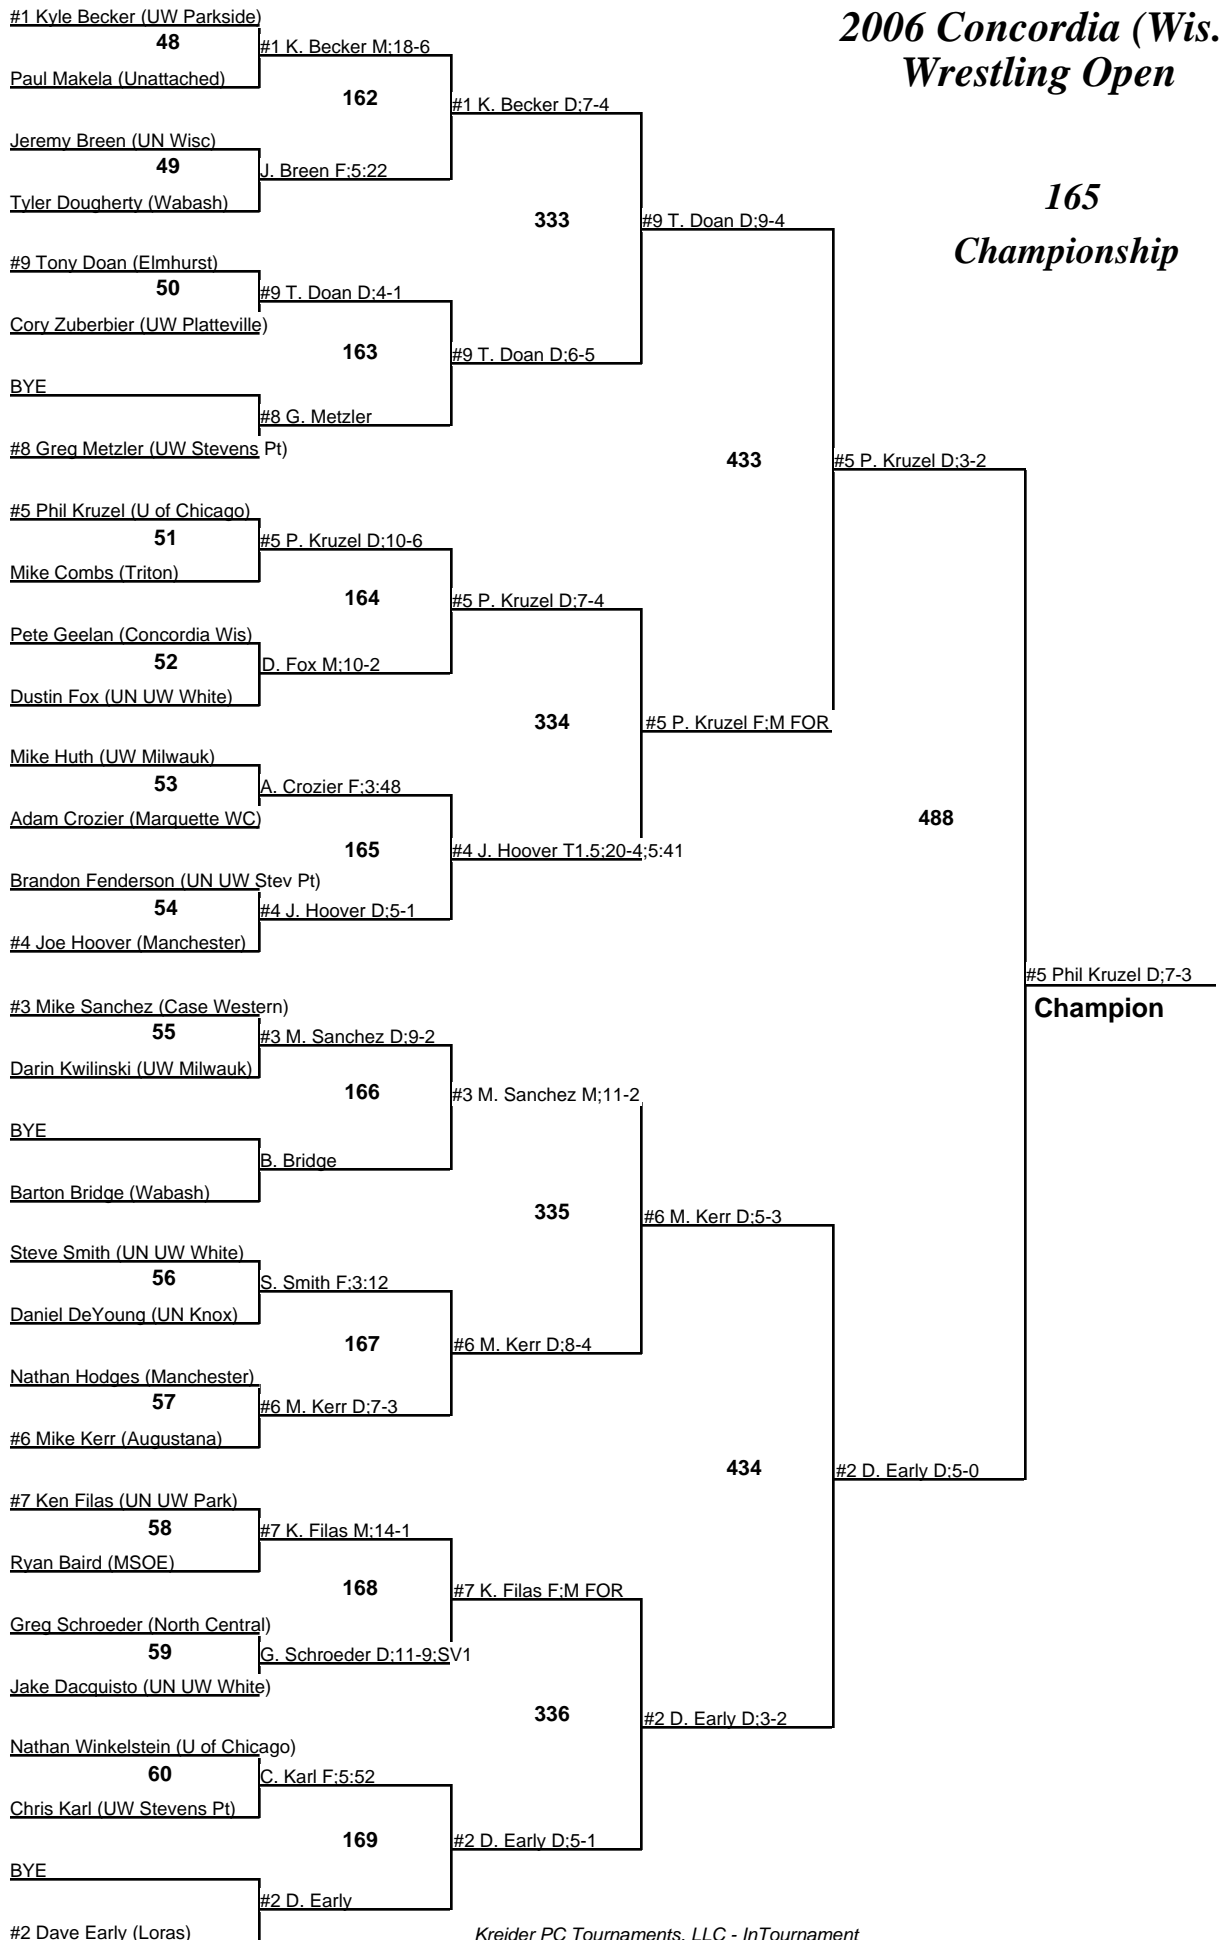 2006 Concordia (Wis.
Wrestling Open
165
Championship
#1 Kyle Becker (UW Parkside)
48
#1 K. Becker M;18-6
Paul Makela (Unattached)
162
#1 K. Becker D;7-4
Jeremy Breen (UN Wisc)
49
J. Breen F;5:22
Tyler Dougherty (Wabash)
333
#9 T. Doan D;9-4
#9 Tony Doan (Elmhurst)
50
#9 T. Doan D;4-1
Cory Zuberbier (UW Platteville)
163
#9 T. Doan D;6-5
BYE
#8 G. Metzler
#8 Greg Metzler (UW Stevens Pt)
433
#5 P. Kruzel D;3-2
#5 Phil Kruzel (U of Chicago)
51
#5 P. Kruzel D;10-6
Mike Combs (Triton)
164
#5 P. Kruzel D;7-4
Pete Geelan (Concordia Wis)
52
D. Fox M;10-2
Dustin Fox (UN UW White)
334
#5 P. Kruzel F;M FOR
Mike Huth (UW Milwauk)
53
A. Crozier F;3:48
Adam Crozier (Marquette WC)
488
165
#4 J. Hoover T1.5;20-4;5:41
Brandon Fenderson (UN UW Stev Pt)
54
#4 J. Hoover D;5-1
#4 Joe Hoover (Manchester)
#5 Phil Kruzel D;7-3
Champion
#3 Mike Sanchez (Case Western)
55
#3 M. Sanchez D;9-2
Darin Kwilinski (UW Milwauk)
166
#3 M. Sanchez M;11-2
BYE
B. Bridge
Barton Bridge (Wabash)
335
#6 M. Kerr D;5-3
Steve Smith (UN UW White)
56
S. Smith F;3:12
Daniel DeYoung (UN Knox)
167
#6 M. Kerr D;8-4
Nathan Hodges (Manchester)
57
#6 M. Kerr D;7-3
#6 Mike Kerr (Augustana)
434
#2 D. Early D;5-0
#7 Ken Filas (UN UW Park)
58
#7 K. Filas M;14-1
Ryan Baird (MSOE)
168
#7 K. Filas F;M FOR
Greg Schroeder (North Central)
59
G. Schroeder D;11-9;SV1
Jake Dacquisto (UN UW White)
336
#2 D. Early D;3-2
Nathan Winkelstein (U of Chicago)
60
C. Karl F;5:52
Chris Karl (UW Stevens Pt)
169
#2 D. Early D;5-1
BYE
#2 D. Early
#2 Dave Early (Loras)
Kreider PC Tournaments, LLC - InTournament